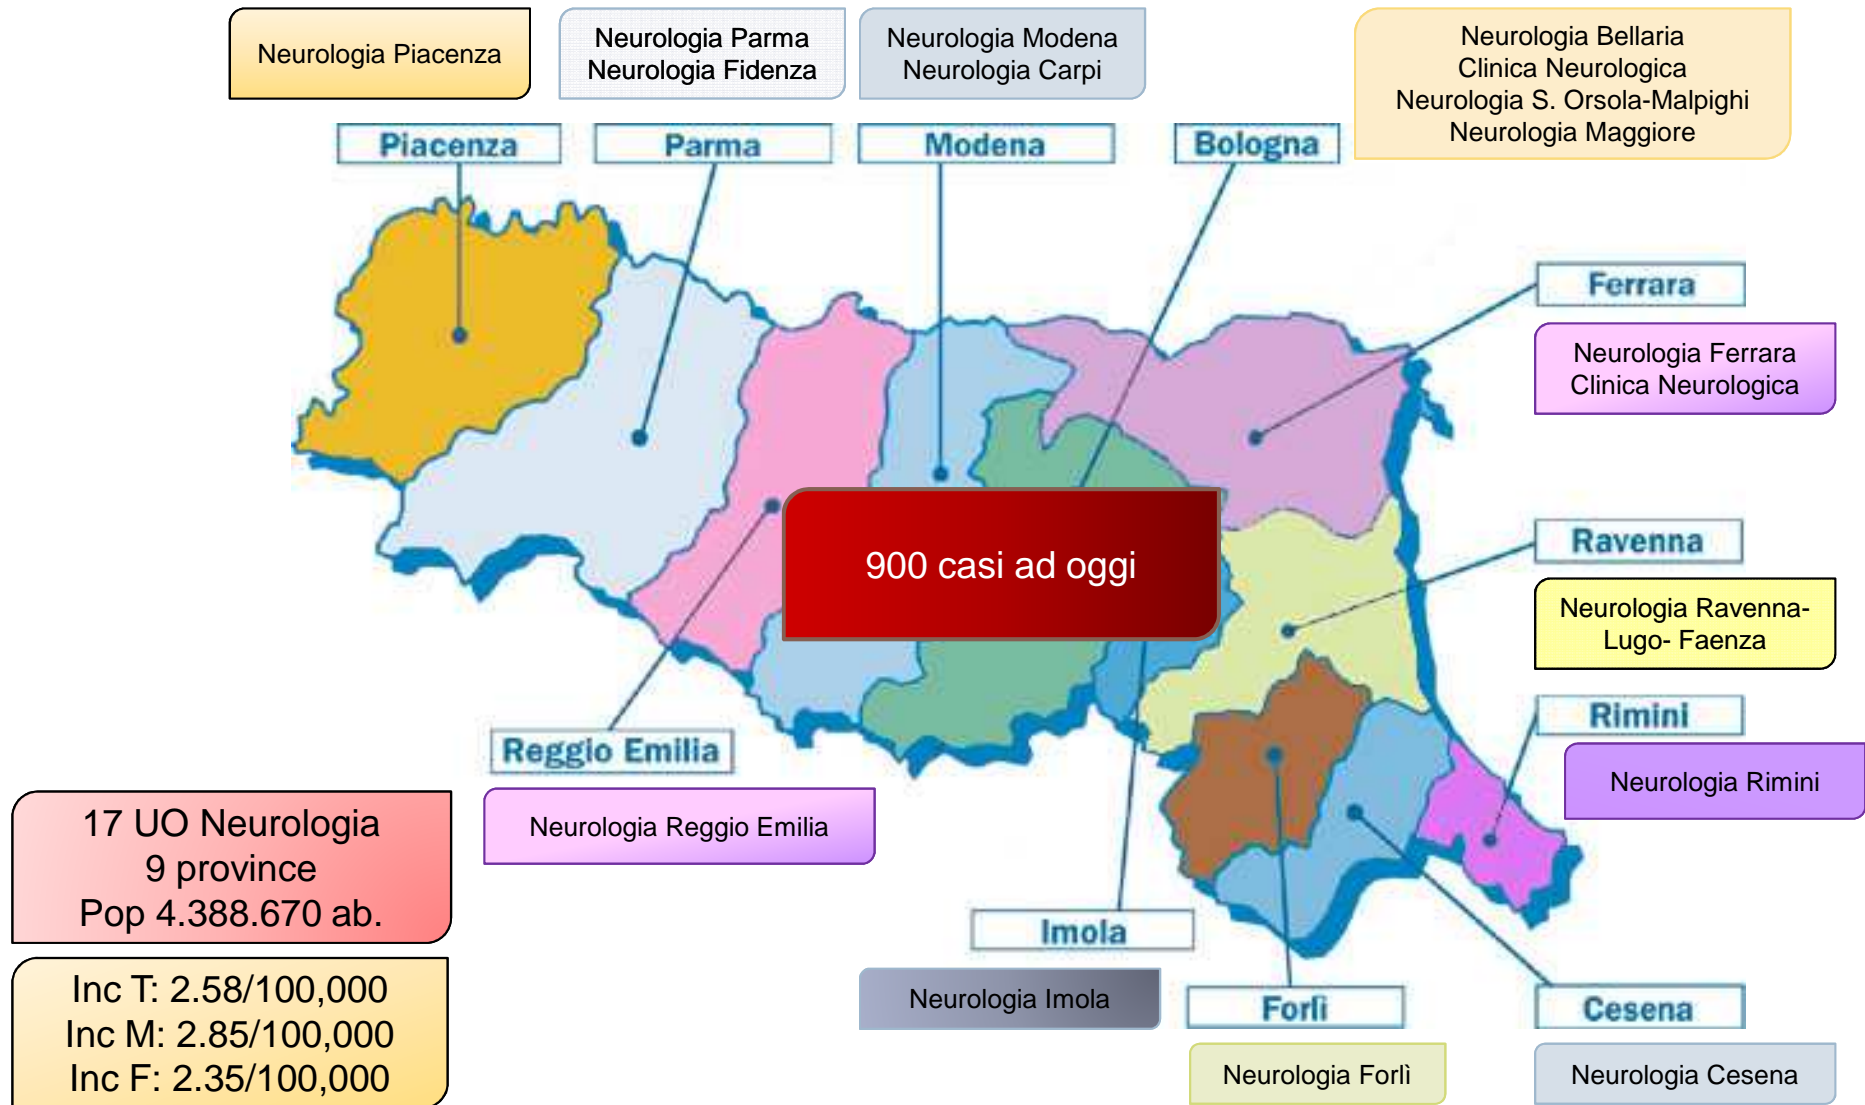 Neurologia Piacenza
Neurologia Parma
Neurologia Fidenza
Neurologia Modena
Neurologia Carpi
Neurologia Bellaria
Clinica Neurologica
Neurologia S. Orsola-Malpighi
Neurologia Maggiore
Piacenza
Parma
Modena
Bologna
Ferrara
Neurologia Ferrara
Clinica Neurologica
900 casi ad oggi
Ravenna
Neurologia Ravenna-
Lugo- Faenza
Rimini
Neurologia Rimini
Reggio Emilia
Neurologia Reggio Emilia
17 UO Neurologia
9 province
Pop 4.388.670 ab.
Imola
Neurologia Imola
Forlì
Neurologia Forlì
Cesena
Neurologia Cesena
Inc T: 2.58/100,000
Inc M: 2.85/100,000
Inc F: 2.35/100,000